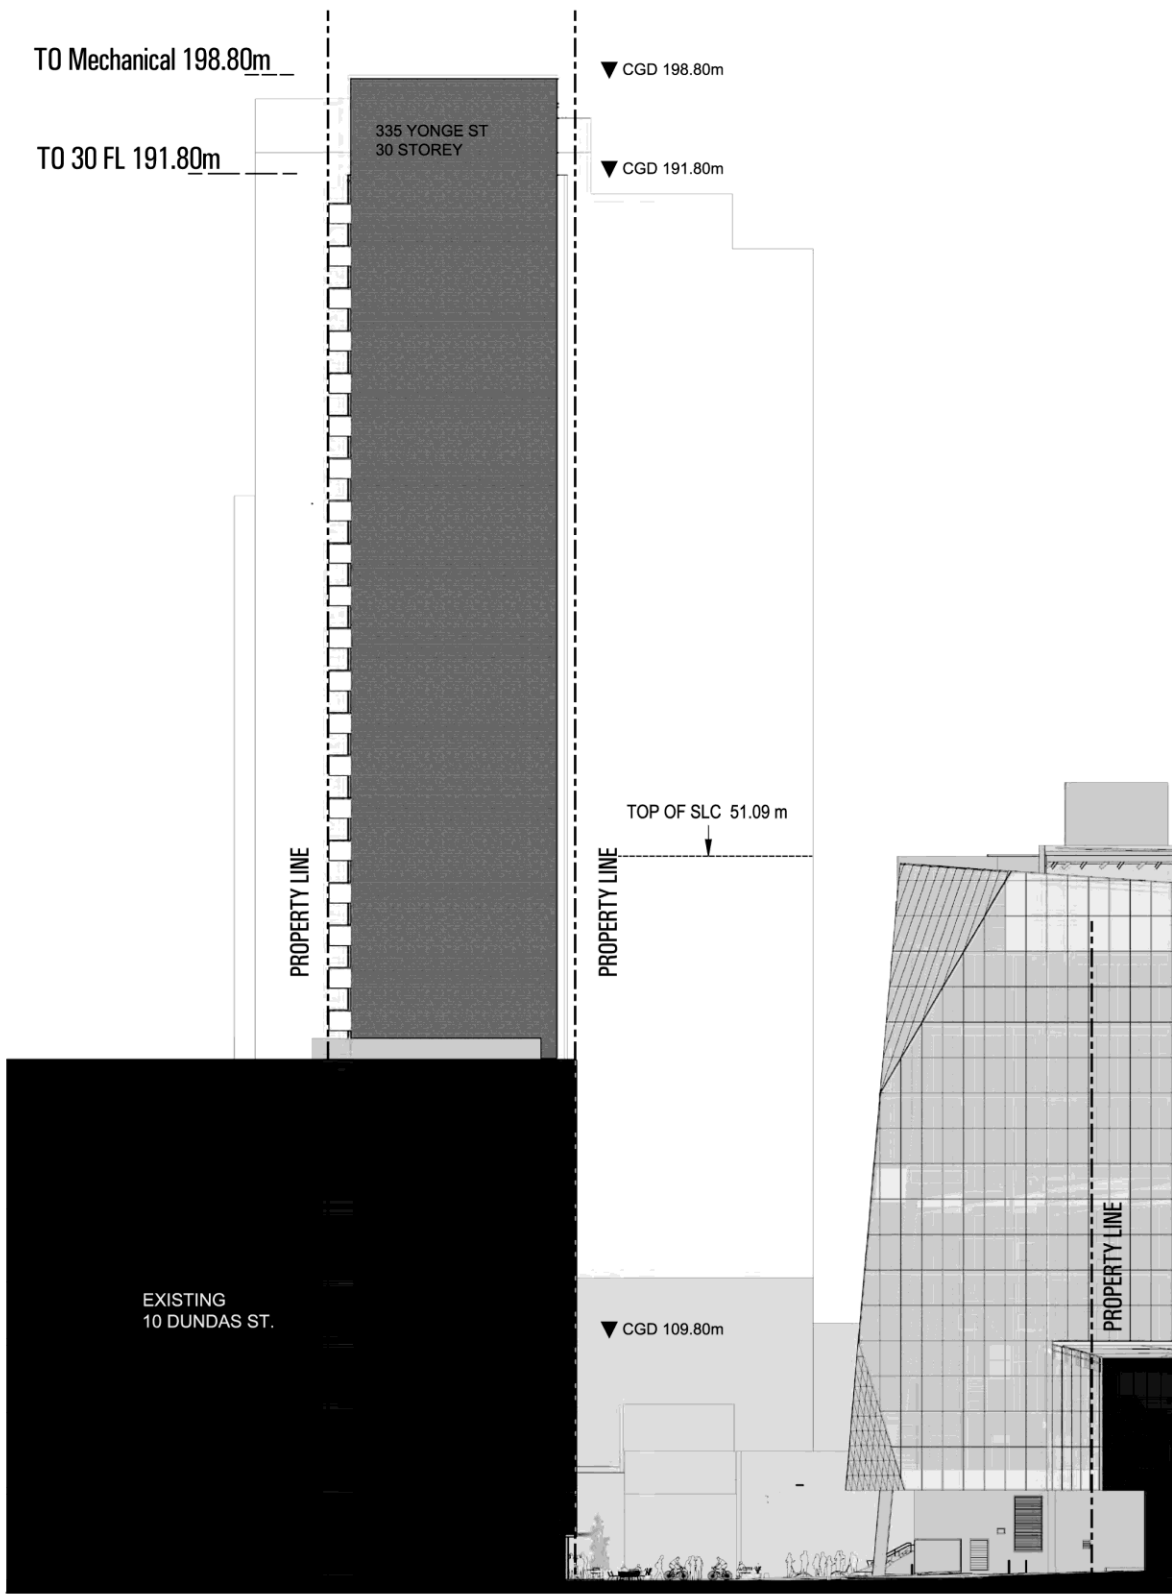 TO Mechanical 198.80m
CGD 198.80m
335 YONGE ST
30 STOREY
TO 30 FL 191.80m
CGD 191.80m
TOP OF SLC 51.09 m
PROPERTY LINE
PROPERTY LINE
PROPERTY LINE
EXISTING
10 DUNDAS ST.
CGD 109.80m